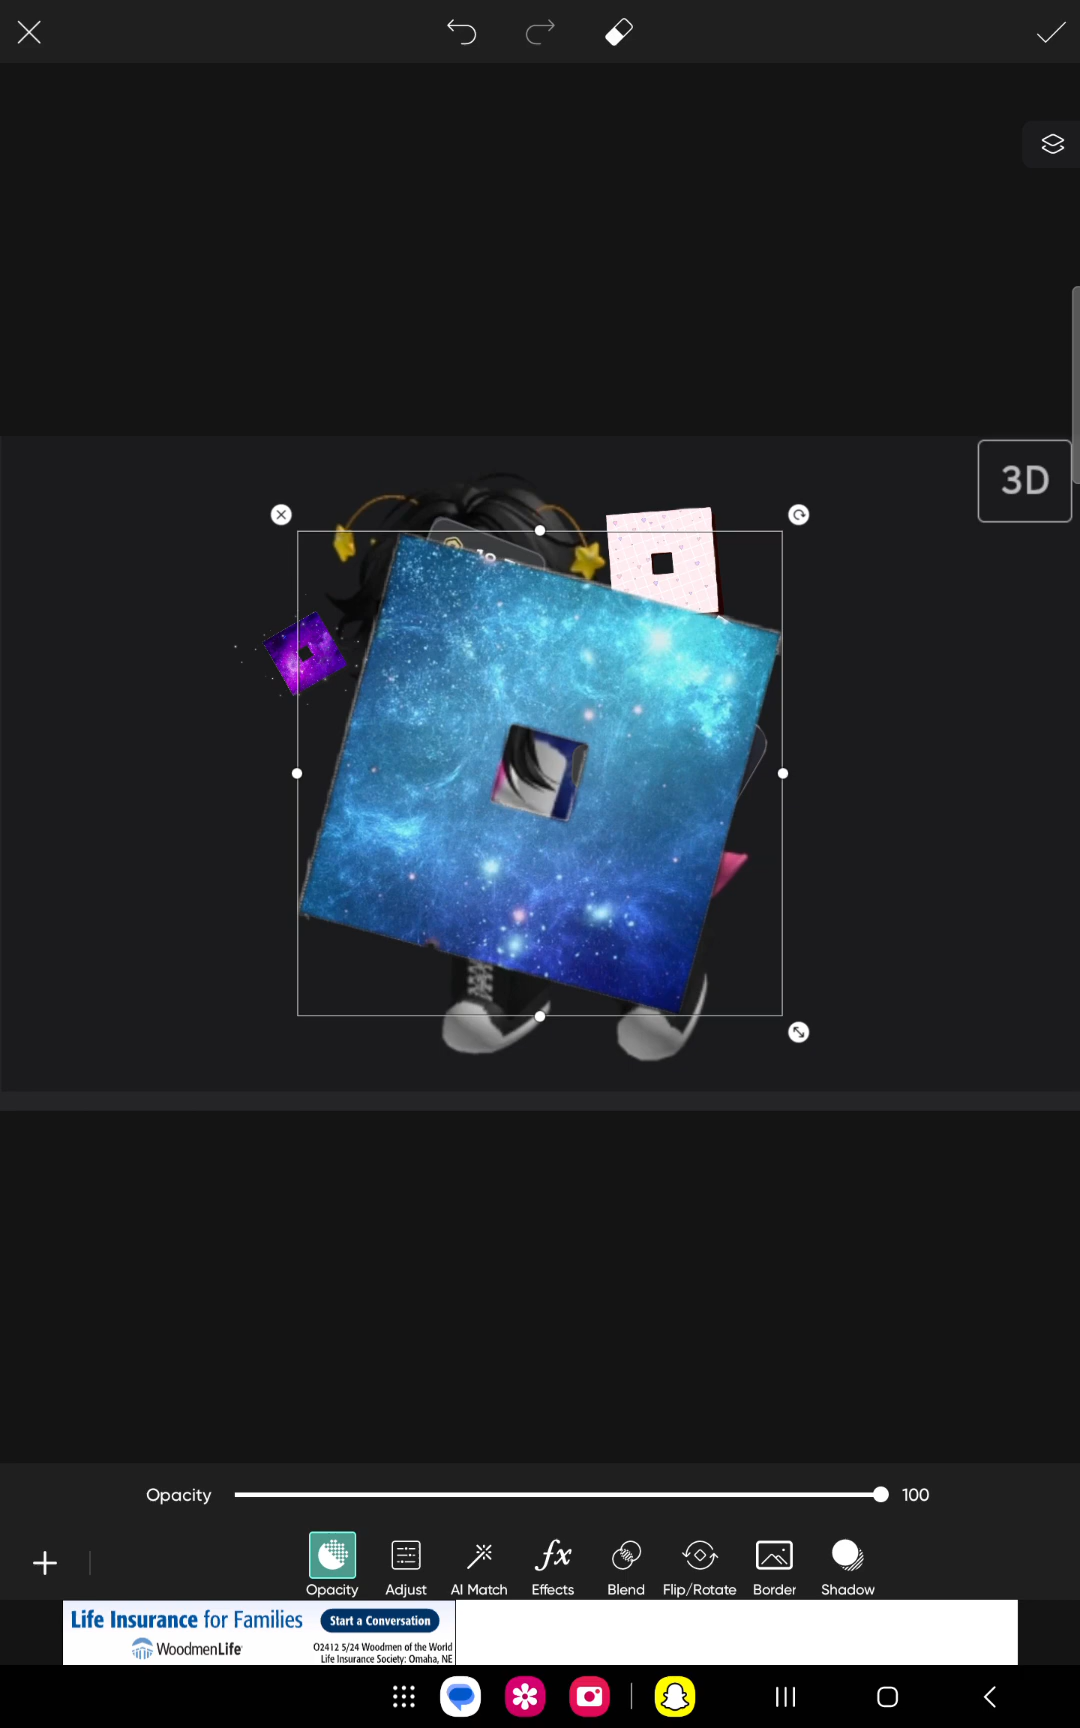 3D
Opacity 100
Opacity Adjust AI Match Effects Blend Flip/Rotate Border Shadow
Life Insurance for Families
Start a Conversation
WoodmenLife
O2412 5/24 Woodmen of the World
Life Insurance Society: Omaha, NE